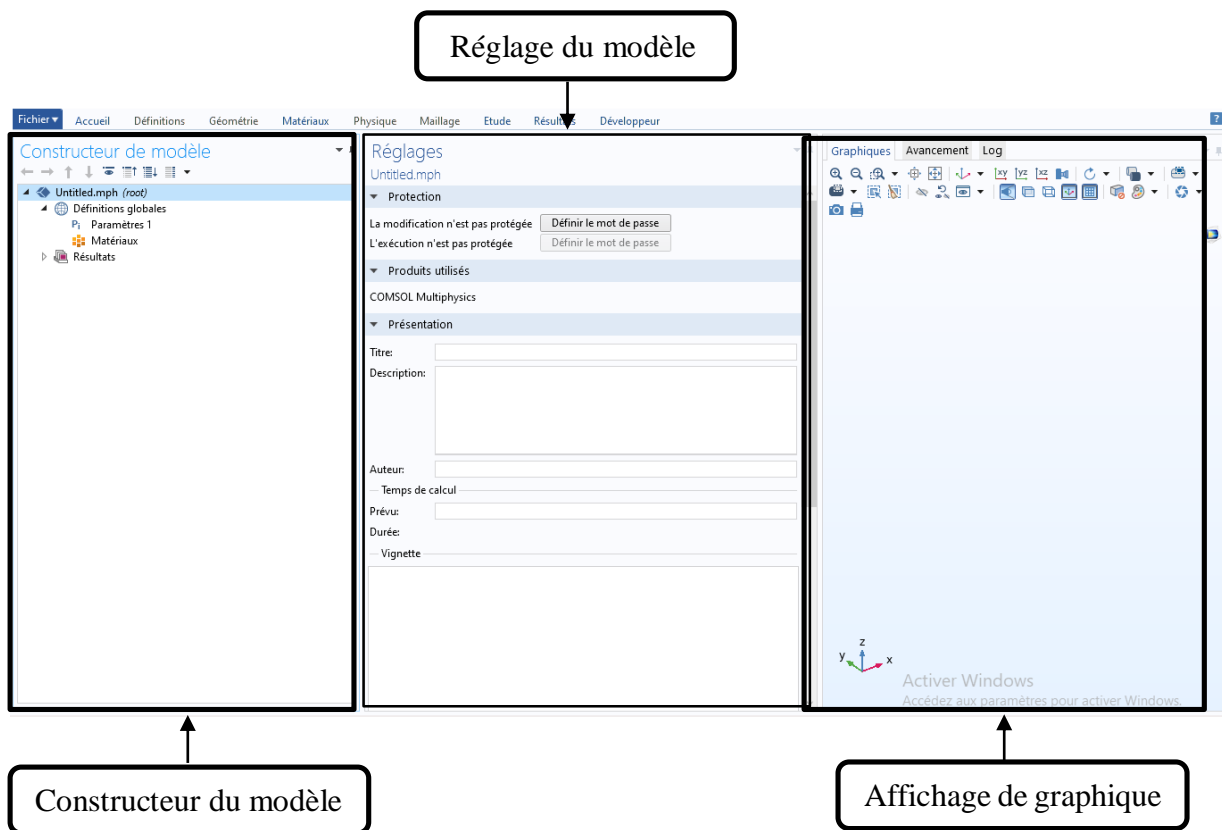 Réglage du modèle
Fichier Accueil Définitions Géométrie Matériaux Physique Maillage Etude Résultats Développeur ?
Constructeur de modèle
Untitled.mph (root)
Définitions globales
Pi Paramètres 1
Matériaux
Résultats
Réglages
Untitled.mph
Protection
La modification n'est pas protégée Définir le mot de passe
L'exécution n'est pas protégée Définir le mot de passe
Produits utilisés
COMSOL Multiphysics
Présentation
Titre:
Description:
Auteur:
Temps de calcul
Prévu:
Durée:
Vignette
Graphiques Avancement Log
xy yz xz
z
y x
Activer Windows
Accédez aux paramètres pour activer Windows.
Constructeur du modèle
Affichage de graphique